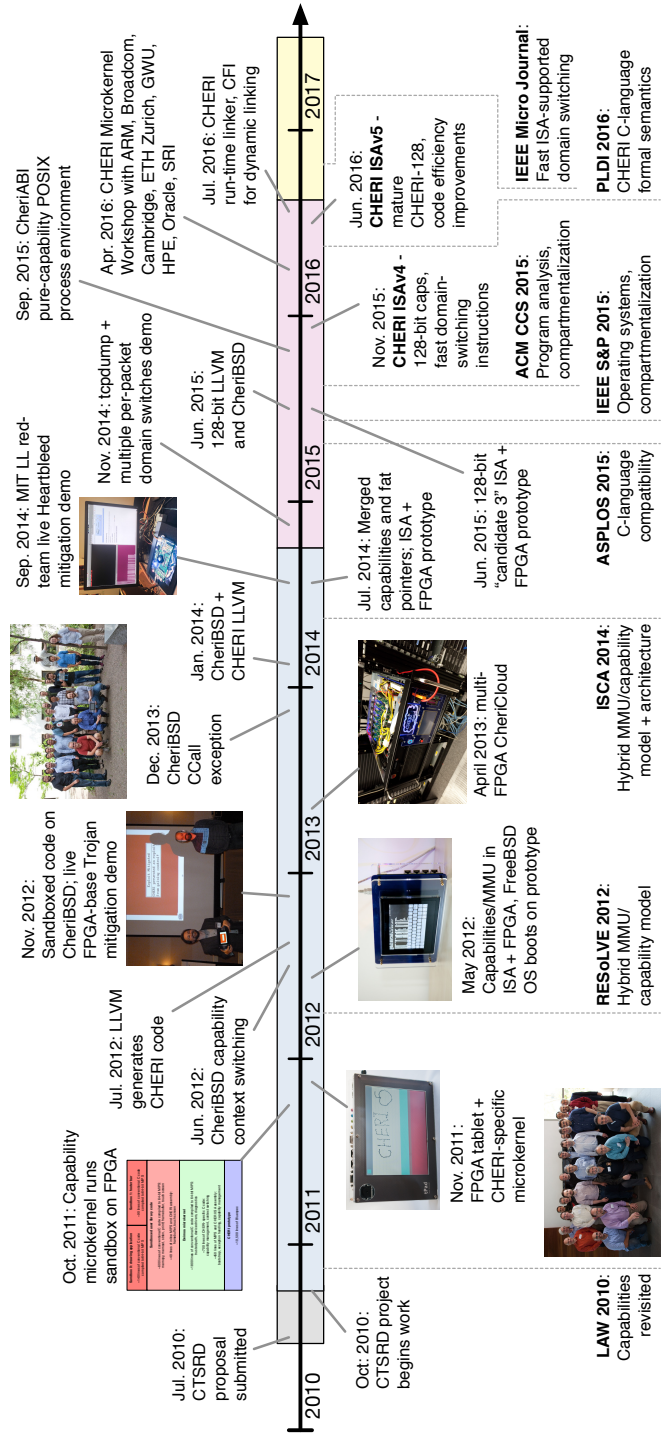 Jul. 2010:
CTSRD
proposal
submitted
Oct. 2011: Capability
microkernel runs
sandbox on FPGA
Jul. 2012: LLVM
generates
CHERI code
Jun. 2012:
CheriBSD capability
context switching
Nov. 2012:
Sandboxed code on
CheriBSD; live
FPGA-base Trojan
mitigation demo
Dec. 2013:
CheriBSD
CCall
exception
Jan. 2014:
CheriBSD +
CHERI LLVM
Sep. 2014: MIT LL red-
team live Heartbleed
mitigation demo
Nov. 2014: tcpdump +
multiple per-packet
domain switches demo
Jun. 2015:
128-bit LLVM
and CheriBSD
Sep. 2015: CheriABI
pure-capability POSIX
process environment
Apr. 2016: CHERI Microkernel
Workshop with ARM, Broadcom,
Cambridge, ETH Zurich, GWU,
HPE, Oracle, SRI
Jul. 2016: CHERI
run-time linker, CFI
for dynamic linking
2010
2011
2012
2013
2014
2015
2016
2017
Oct: 2010:
CTSRD project
begins work
CHERI
Nov. 2011:
FPGA tablet +
CHERI-specific
microkernel
May 2012:
Capabilities/MMU in
ISA + FPGA, FreeBSD
OS boots on prototype
April 2013: multi-
FPGA CheriCloud
Jul. 2014: Merged
capabilities and fat
pointers; ISA +
FPGA prototype
Jun. 2015: 128-bit
“candidate 3” ISA +
FPGA prototype
Nov. 2015:
CHERI ISAv4 -
128-bit caps,
fast domain-
switching
instructions
Jun. 2016:
CHERI ISAv5 -
mature
CHERI-128,
code efficiency
improvements
LAW 2010:
Capabilities
revisited
RESoLVE 2012:
Hybrid MMU/
capability model
ISCA 2014:
Hybrid MMU/capability
model + architecture
ASPLOS 2015:
C-language
compatibility
IEEE S&P 2015:
Operating systems,
compartmentalization
ACM CCS 2015:
Program analysis,
compartmentalization
IEEE Micro Journal:
Fast ISA-supported
domain switching
PLDI 2016:
CHERI C-language
formal semantics